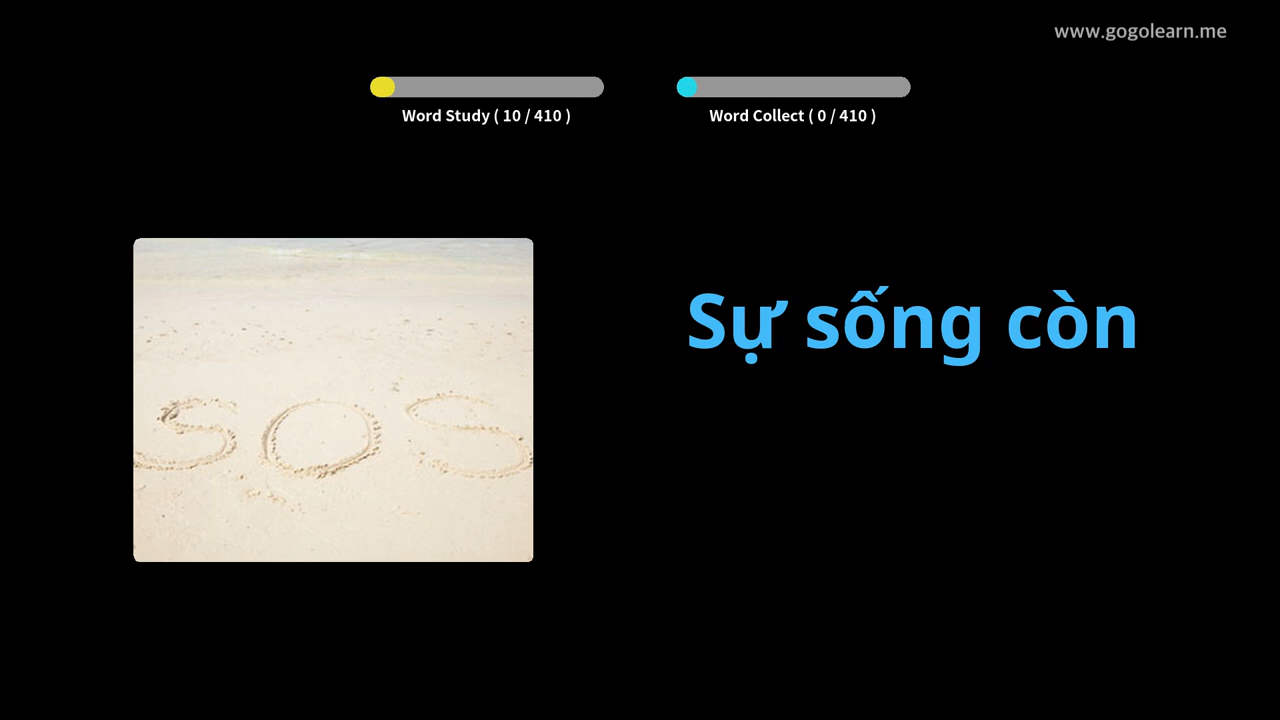 www.gogolearn.me
Word Study ( 10 / 410 )
Word Collect ( 0 / 410 )
Sự sống còn
SOS